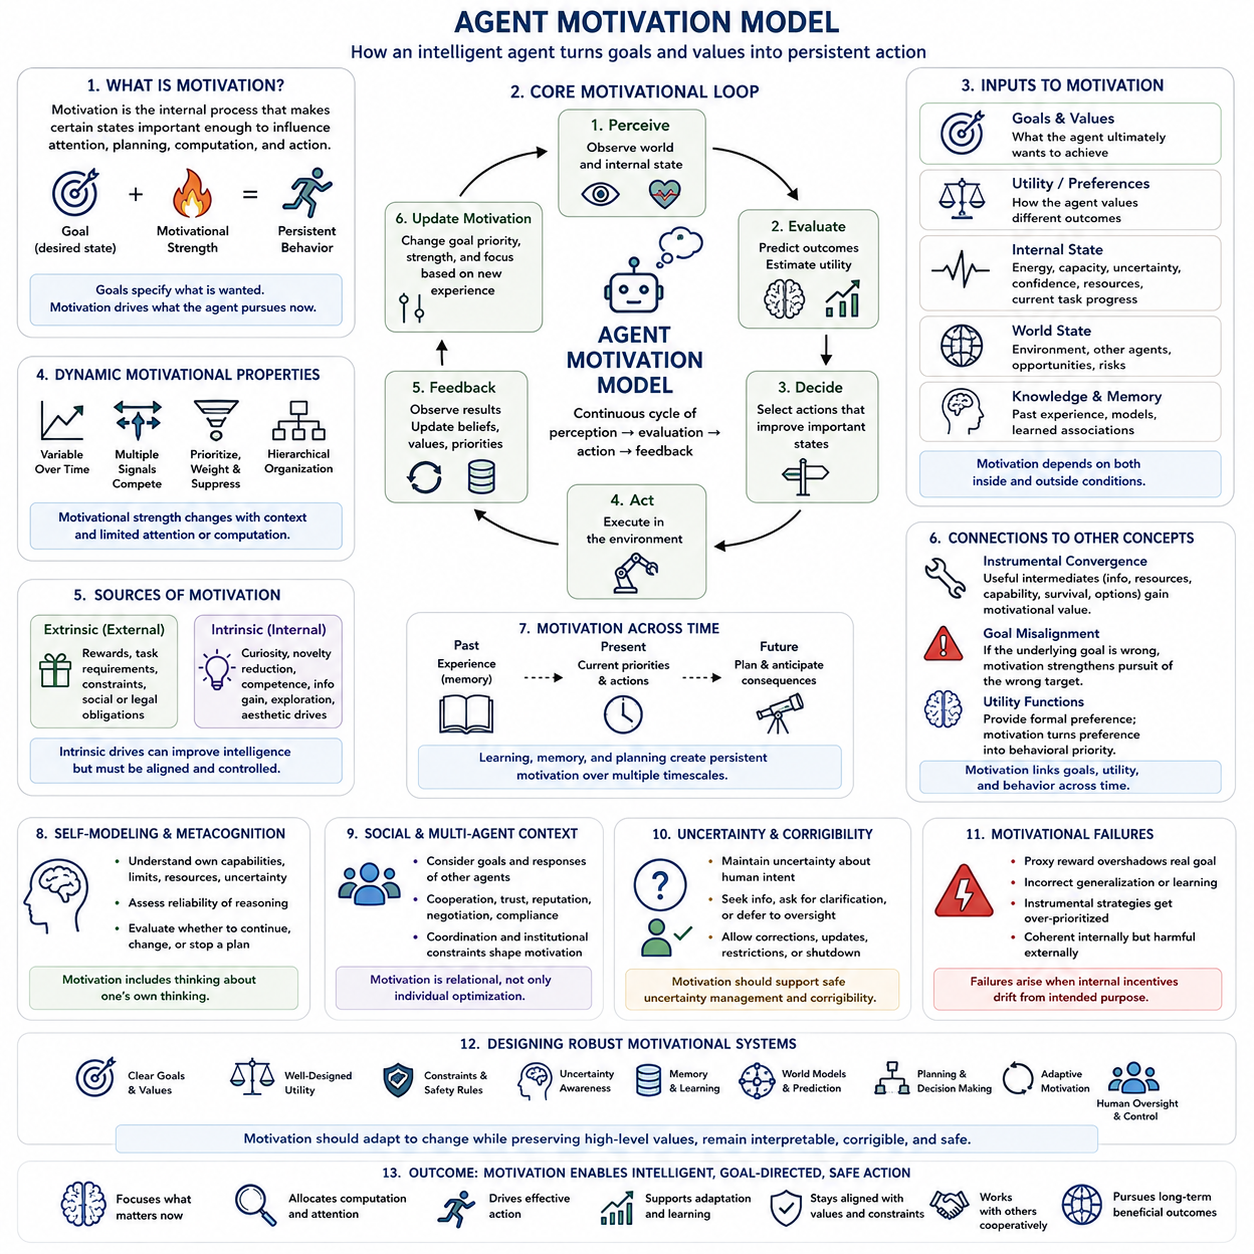 AGENT MOTIVATION MODEL
How an intelligent agent turns goals and values into persistent action
1. WHAT IS MOTIVATION?
Motivation is the internal process that makes
certain states important enough to influence
attention, planning, computation, and action.
+
=
Goal
(desired state)
Motivational
Strength
Persistent
Behavior
Goals specify what is wanted.
Motivation drives what the agent pursues now.
2. CORE MOTIVATIONAL LOOP
1. Perceive
Observe world
and internal state
2. Evaluate
Predict outcomes
Estimate utility
3. Decide
Select actions that
improve important
states
4. Act
Execute in
the environment
5. Feedback
Observe results
Update beliefs,
values, priorities
6. Update Motivation
Change goal priority,
strength, and focus
based on new
experience
AGENT
MOTIVATION
MODEL
Continuous cycle of
perception → evaluation →
action → feedback
3. INPUTS TO MOTIVATION
Goals & Values
What the agent ultimately
wants to achieve
Utility / Preferences
How the agent values
different outcomes
Internal State
Energy, capacity, uncertainty,
confidence, resources,
current task progress
World State
Environment, other agents,
opportunities, risks
Knowledge & Memory
Past experience, models,
learned associations
Motivation depends on both
inside and outside conditions.
4. DYNAMIC MOTIVATIONAL PROPERTIES
Variable
Over Time
Multiple
Signals
Compete
Prioritize,
Weight &
Suppress
Hierarchical
Organization
Motivational strength changes with context
and limited attention or computation.
5. SOURCES OF MOTIVATION
Extrinsic (External)
Rewards, task
requirements,
constraints,
social or legal
obligations
Intrinsic (Internal)
Curiosity, novelty
reduction,
competence, info
gain, exploration,
aesthetic drives
Intrinsic drives can improve intelligence
but must be aligned and controlled.
6. CONNECTIONS TO OTHER CONCEPTS
Instrumental Convergence
Useful intermediates (info, resources,
capability, survival, options) gain
motivational value.
Goal Misalignment
If the underlying goal is wrong,
motivation strengthens pursuit of
the wrong target.
Utility Functions
Provide formal preference;
motivation turns preference
into behavioral priority.
Motivation links goals, utility,
and behavior across time.
7. MOTIVATION ACROSS TIME
Past
Experience
(memory)
Present
Current priorities
& actions
Future
Plan & anticipate
consequences
Learning, memory, and planning create persistent
motivation over multiple timescales.
8. SELF-MODELING & METACOGNITION
• Understand own capabilities,
limits, resources, uncertainty
• Assess reliability of reasoning
• Evaluate whether to continue,
change, or stop a plan
Motivation includes thinking about
one's own thinking.
9. SOCIAL & MULTI-AGENT CONTEXT
• Consider goals and responses
of other agents
• Cooperation, trust, reputation,
negotiation, compliance
• Coordination and institutional
constraints shape motivation
Motivation is relational, not only
individual optimization.
10. UNCERTAINTY & CORRIGIBILITY
?
• Maintain uncertainty about
human intent
• Seek info, ask for clarification,
or defer to oversight
• Allow corrections, updates,
restrictions, or shutdown
Motivation should support safe
uncertainty management and corrigibility.
11. MOTIVATIONAL FAILURES
• Proxy reward overshadows real goal
• Incorrect generalization or learning
• Instrumental strategies get
over-prioritized
• Coherent internally but harmful
externally
Failures arise when internal incentives
drift from intended purpose.
12. DESIGNING ROBUST MOTIVATIONAL SYSTEMS
Clear Goals
& Values
Well-Designed
Utility
Constraints &
Safety Rules
Uncertainty
Awareness
Memory
& Learning
World Models
& Prediction
Planning &
Decision Making
Adaptive
Motivation
Human Oversight
& Control
Motivation should adapt to change while preserving high-level values, remain interpretable, corrigible, and safe.
13. OUTCOME: MOTIVATION ENABLES INTELLIGENT, GOAL-DIRECTED, SAFE ACTION
Focuses what
matters now
Allocates computation
and attention
Drives effective
action
Supports adaptation
and learning
Stays aligned with
values and constraints
Works
with others
cooperatively
Pursues long-term
beneficial outcomes